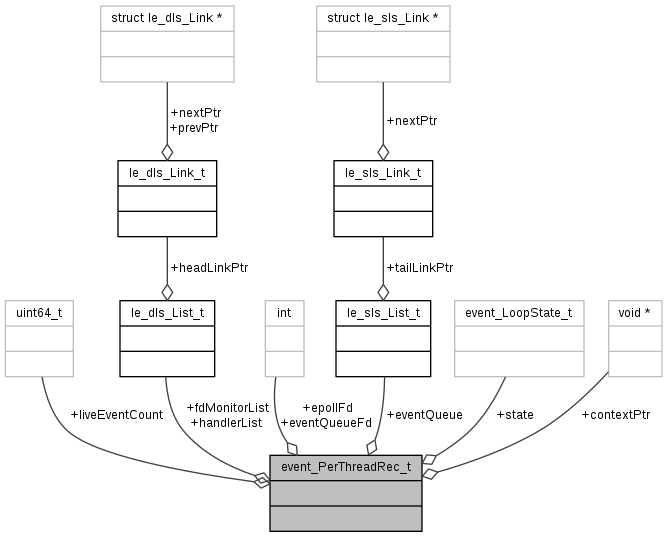 struct le_dls_Link *
struct le_sls_Link *
+nextPtr
+prevPtr
+nextPtr
le_dls_Link_t
le_sls_Link_t
+headLinkPtr
+tailLinkPtr
uint64_t
le_dls_List_t
int
le_sls_List_t
event_LoopState_t
void *
+liveEventCount
+fdMonitorList
+handlerList
+epollFd
+eventQueueFd
+eventQueue
+state
+contextPtr
event_PerThreadRec_t